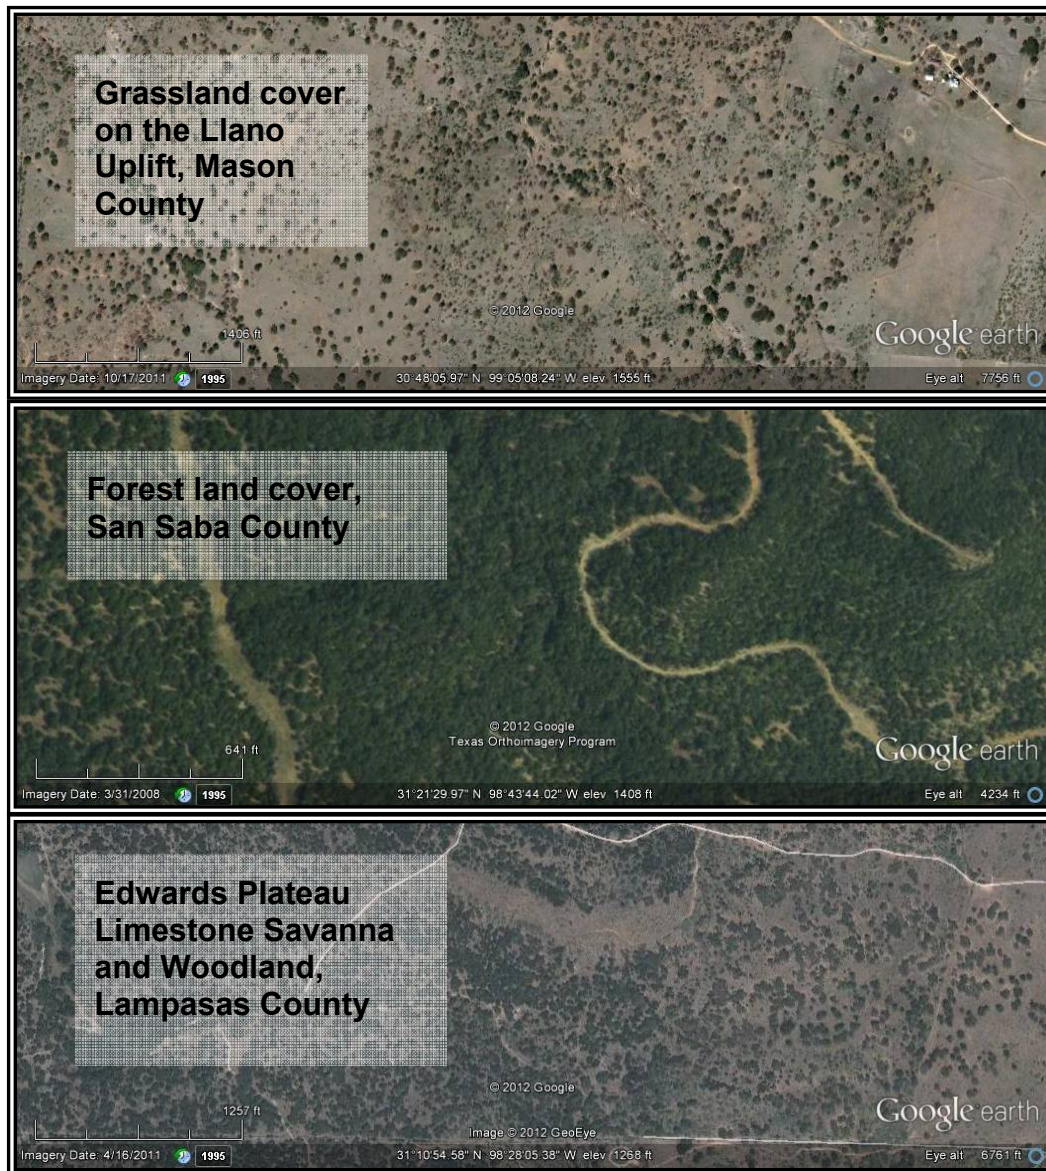 Grassland cover
on the Llano
Uplift, Mason
County
© 2012 Google
1406 ft
Google earth
Imagery Date: 10/17/2011 1995 30°48'05.97" N 99°05'08.24" W elev 1555 ft Eye alt 7756 ft
Forest land cover,
San Saba County
© 2012 Google
Texas Orthoimagery Program
641 ft
Google earth
Imagery Date: 3/31/2008 1995 31°21'29.97" N 98°43'44.02" W elev 1408 ft Eye alt 4234 ft
Edwards Plateau
Limestone Savanna
and Woodland,
Lampasas County
© 2012 Google
1257 ft
Google earth
Image © 2012 GeoEye
Imagery Date: 4/16/2011 1995 31°10'54.58" N 98°28'05.38" W elev 1268 ft Eye alt 6761 ft